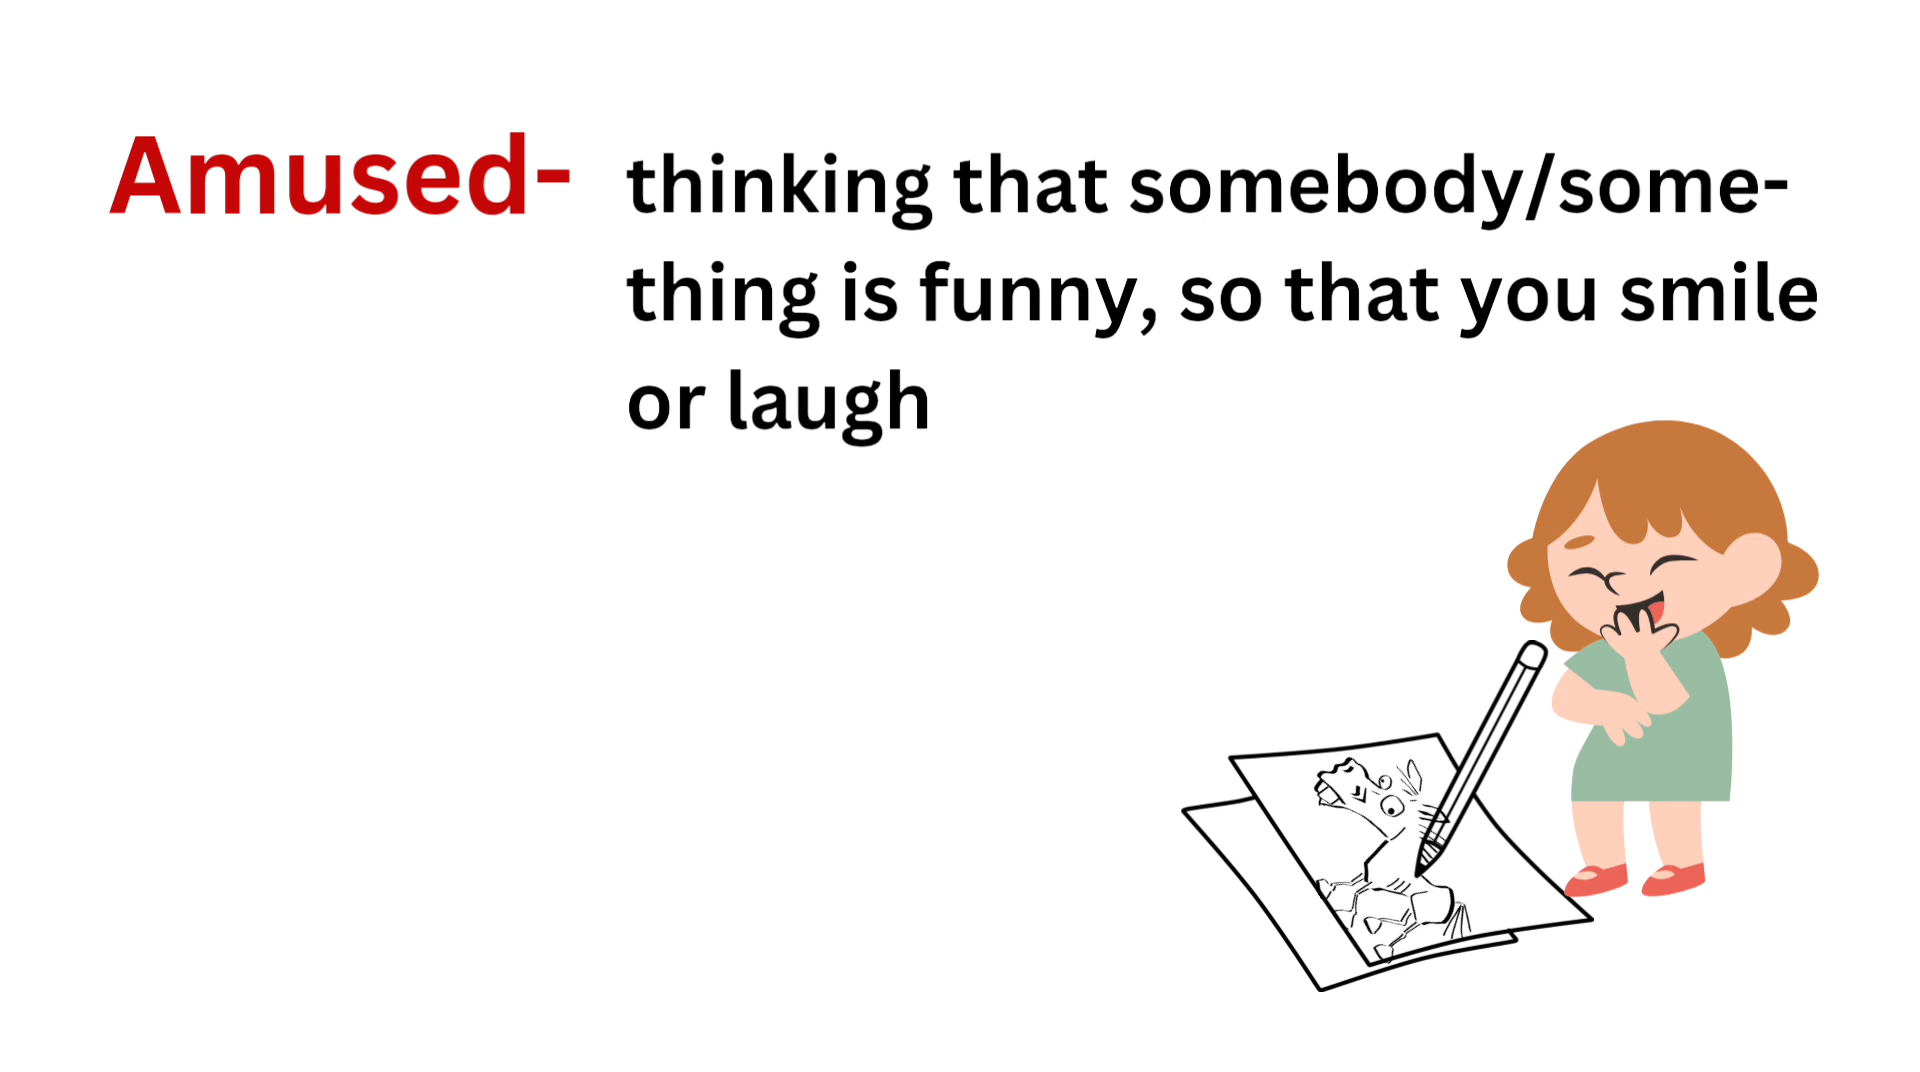 Amused- thinking that somebody/some-
thing is funny, so that you smile
or laugh